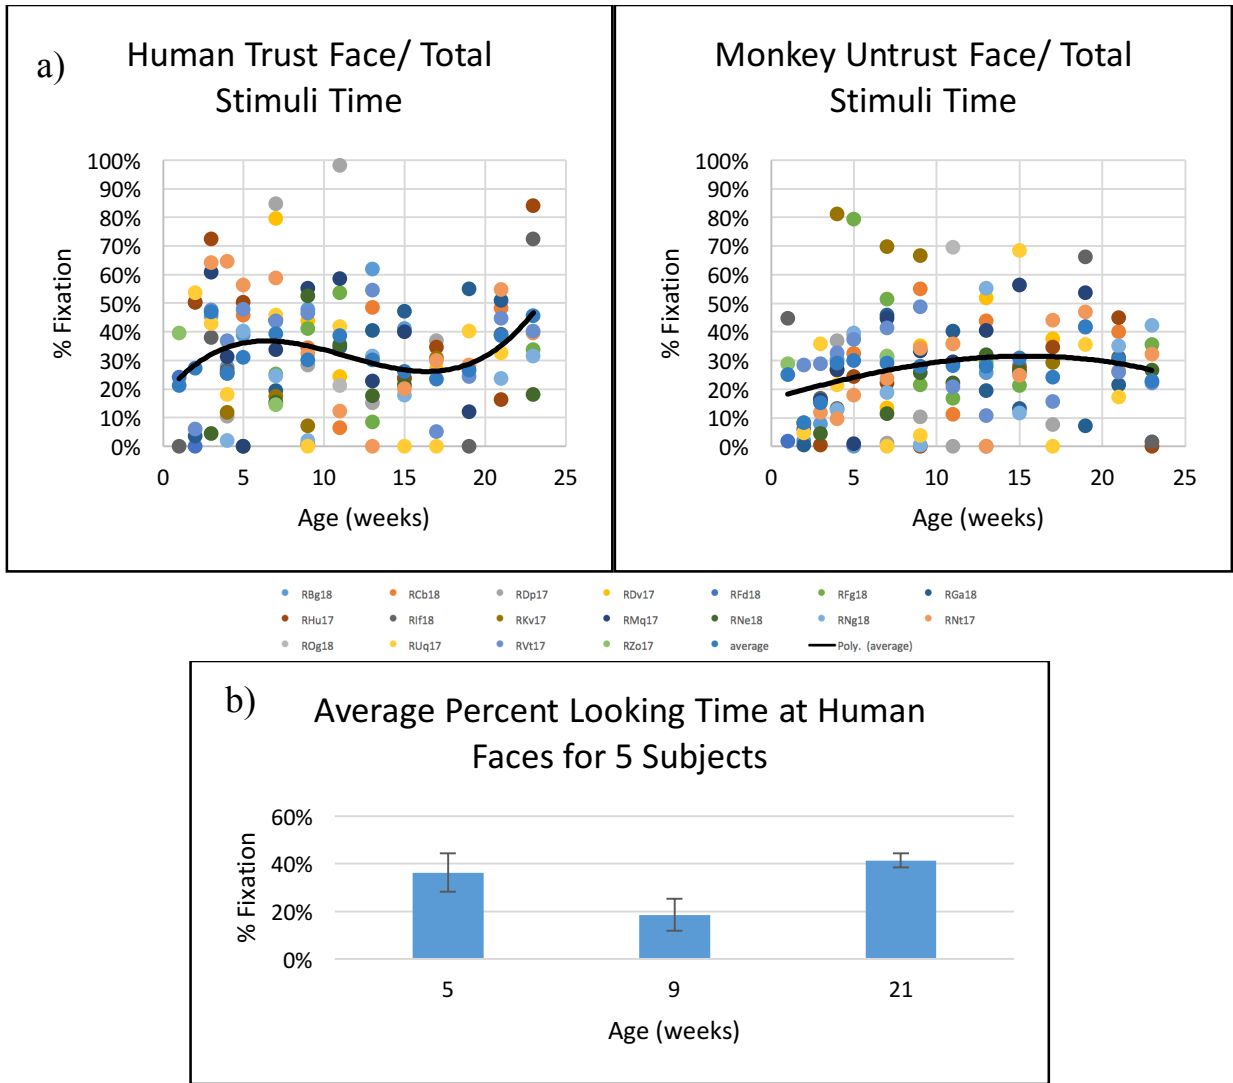 a)
Human Trust Face/ Total
Stimuli Time
% Fixation
100%
90%
80%
70%
60%
50%
40%
30%
20%
10%
0%
0 5 10 15 20 25
Age (weeks)
Monkey Untrust Face/ Total
Stimuli Time
% Fixation
100%
90%
80%
70%
60%
50%
40%
30%
20%
10%
0%
0 5 10 15 20 25
Age (weeks)
RBg18 RCb18 RDp17 RDv17 RFd18 RFg18 RGa18
RHu17 RIf18 RKv17 RMq17 RNe18 RNg18 RNt17
ROg18 RUq17 RVt17 RZo17 average Poly. (average)
b)
Average Percent Looking Time at Human
Faces for 5 Subjects
% Fixation
60%
40%
20%
0%
5 9 21
Age (weeks)